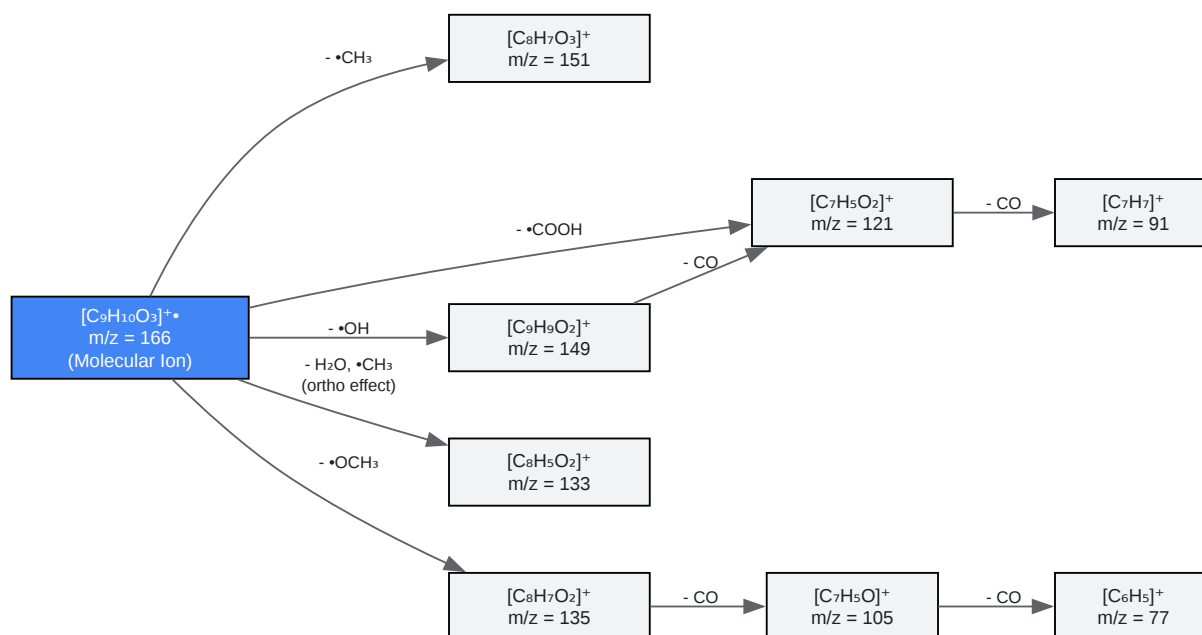 [C₈H₇O₃]⁺
m/z = 151
- •CH₃
[C₇H₅O₂]⁺
m/z = 121
- CO
[C₇H₇]⁺
m/z = 91
- •COOH
- CO
[C₉H₁₀O₃]⁺•
m/z = 166
(Molecular Ion)
- •OH
[C₉H₉O₂]⁺
m/z = 149
- H₂O, •CH₃
(ortho effect)
[C₈H₅O₂]⁺
m/z = 133
- •OCH₃
[C₈H₇O₂]⁺
m/z = 135
- CO
[C₇H₅O]⁺
m/z = 105
- CO
[C₆H₅]⁺
m/z = 77